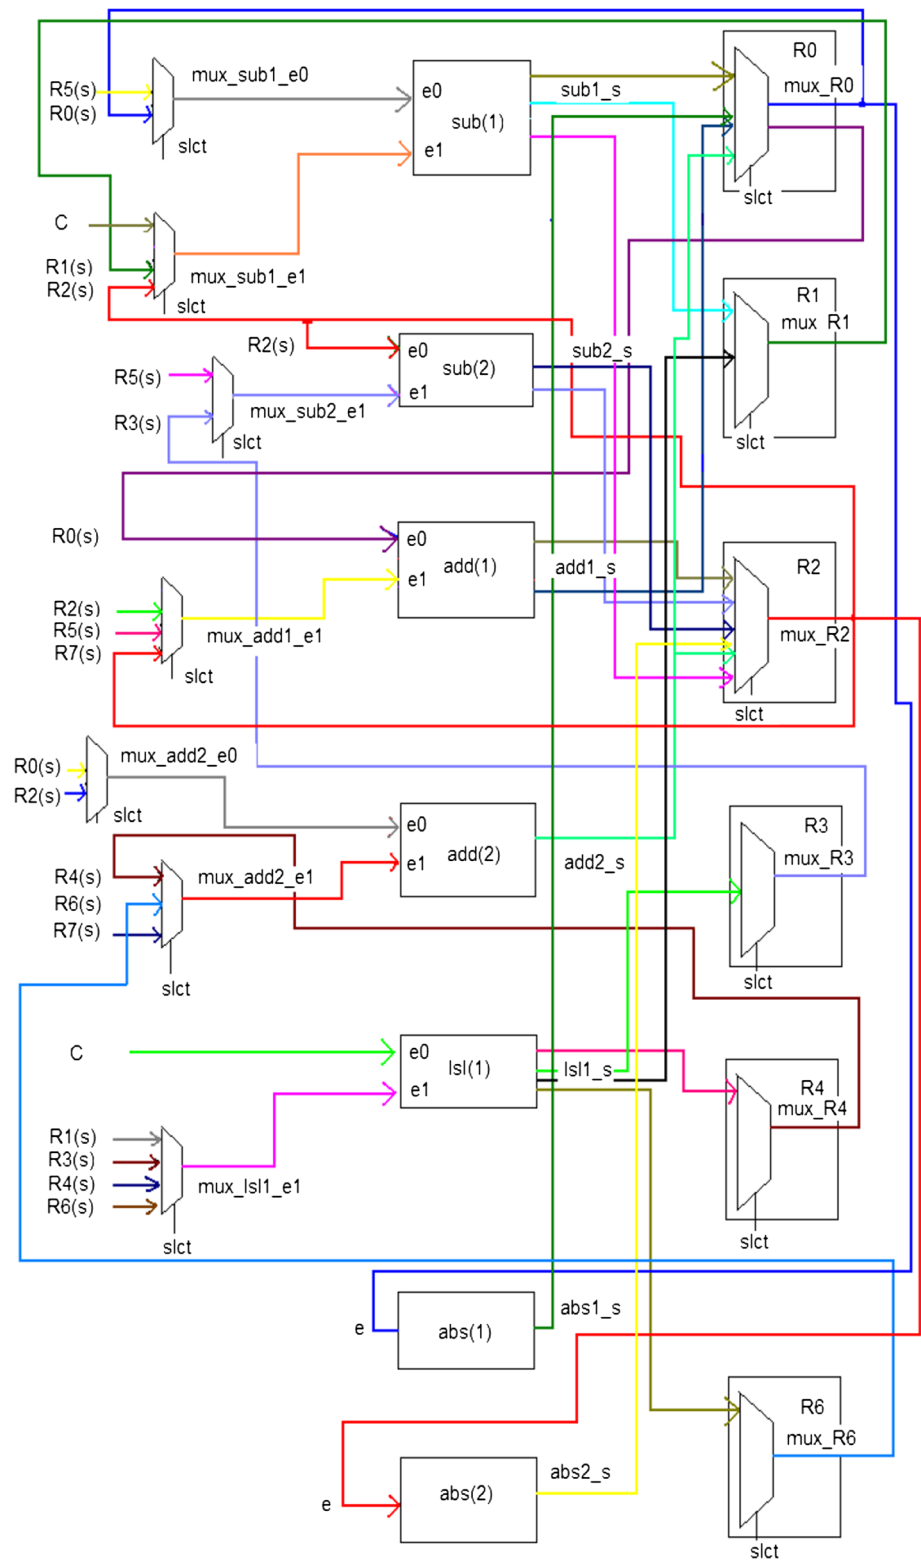 R0
mux_sub1_e0
mux_R0
R5(s)
e0
sub1_s
R0(s)
sub(1)
slct
e1
slct
C
R1(s)
mux_sub1_e1
R2(s)
slct
R1
mux_R1
R2(s)
e0
sub2_s
sub(2)
R5(s)
e1
mux_sub2_e1
R3(s)
slct
slct
R0(s)
e0
add(1)
add1_s
R2
e1
R2(s)
R5(s)
mux_add1_e1
mux_R2
R7(s)
slct
slct
mux_add2_e0
R0(s)
R2(s)
slct
e0
R3
add(2)
mux_R3
e1
add2_s
R4(s)
mux_add2_e1
R6(s)
R7(s)
slct
slct
C
e0
lsl(1)
lsl1_s
e1
R4
mux_R4
R1(s)
R3(s)
R4(s)
mux_lsl1_e1
R6(s)
slct
slct
abs1_s
e
abs(1)
R6
mux_R6
abs2_s
abs(2)
e
slct